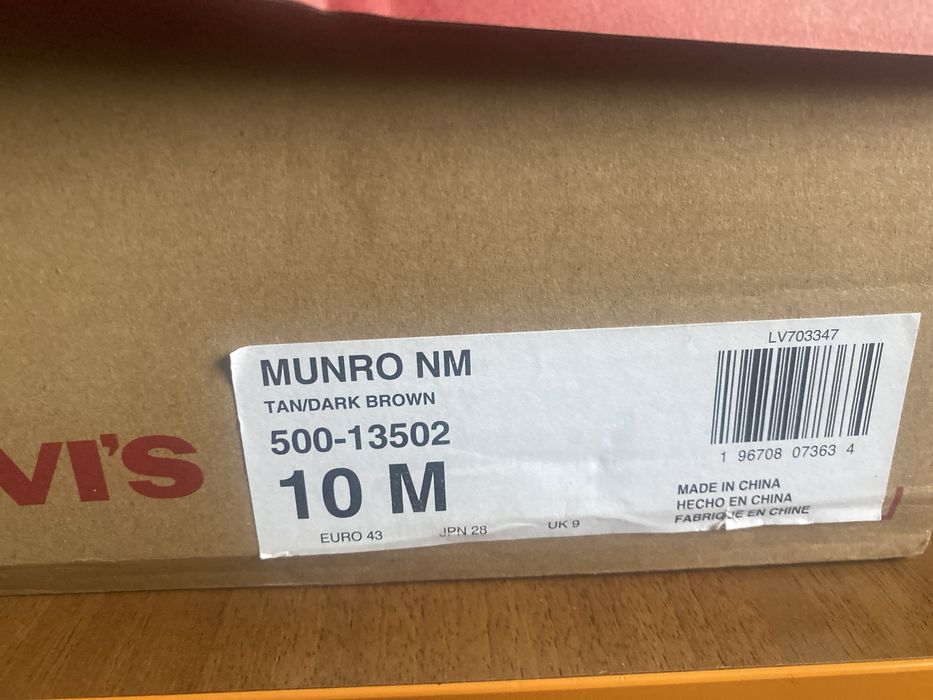 VI'S
MUNRO NM
TAN/DARK BROWN
500-13502
10 M
EURO 43 JPN 28 UK 9
LV703347
1 96708 07363 4
MADE IN CHINA
HECHO EN CHINA
FABRIQUE EN CHINE